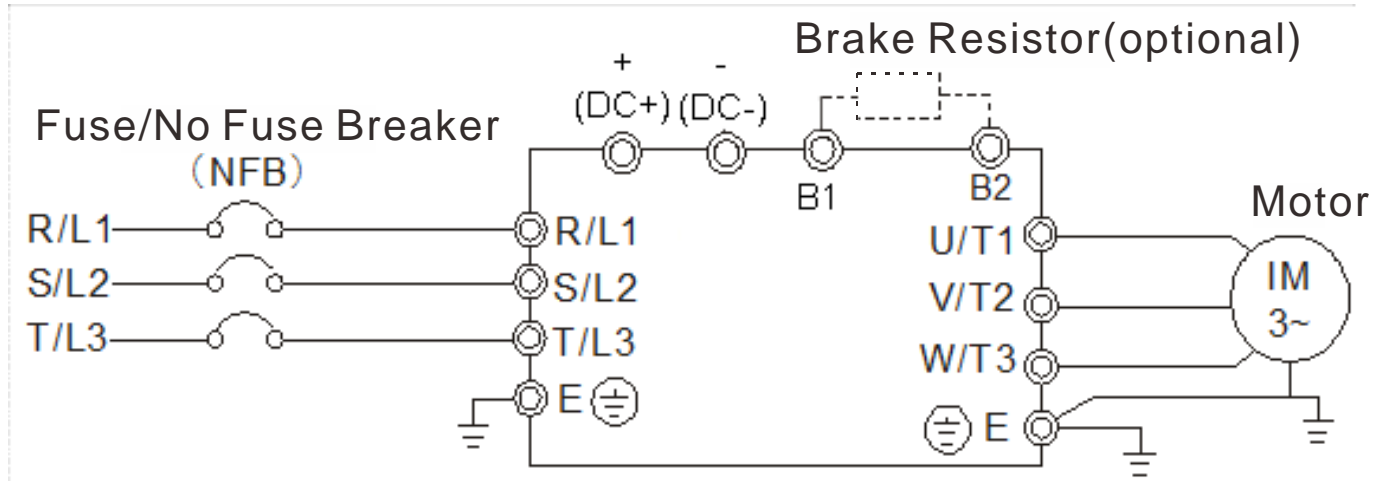 Brake Resistor(optional)
+ -
(DC+) (DC-)
Fuse/No Fuse Breaker
（NFB）
B1
B2
Motor
R/L1
R/L1
U/T1
S/L2
S/L2
V/T2
IM
3~
T/L3
T/L3
W/T3
E
E